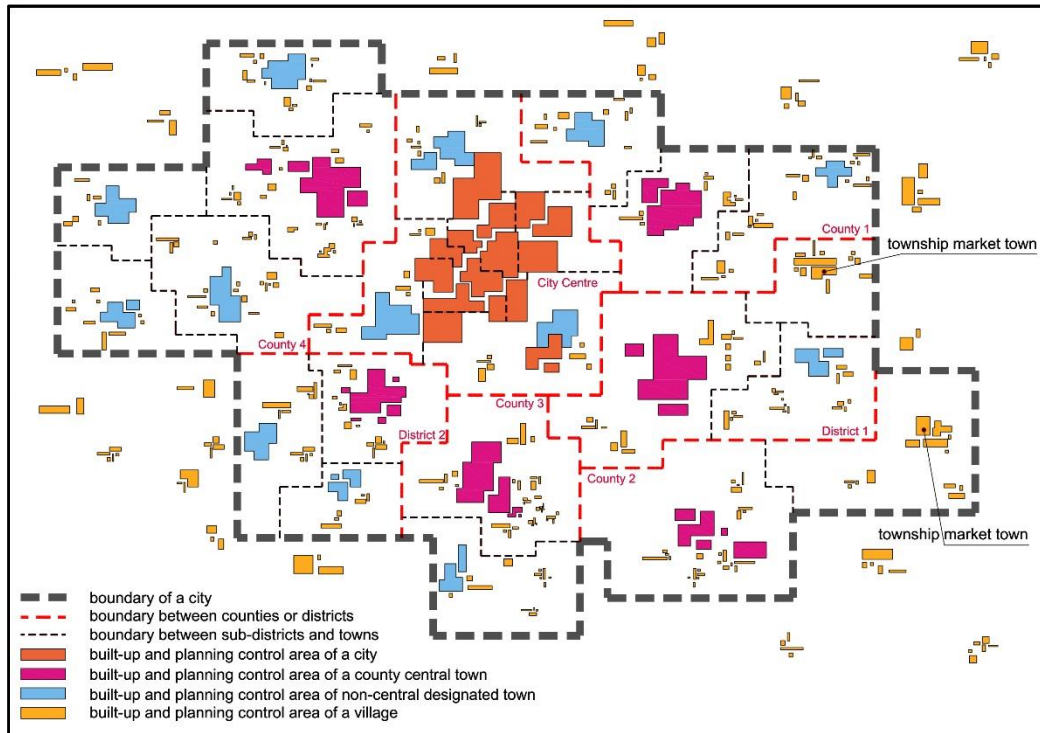 County 1
township market town
City Centre
County 4
County 3
District 2
District 1
County 2
township market town
boundary of a city
boundary between counties or districts
boundary between sub-districts and towns
built-up and planning control area of a city
built-up and planning control area of a county central town
built-up and planning control area of non-central designated town
built-up and planning control area of a village